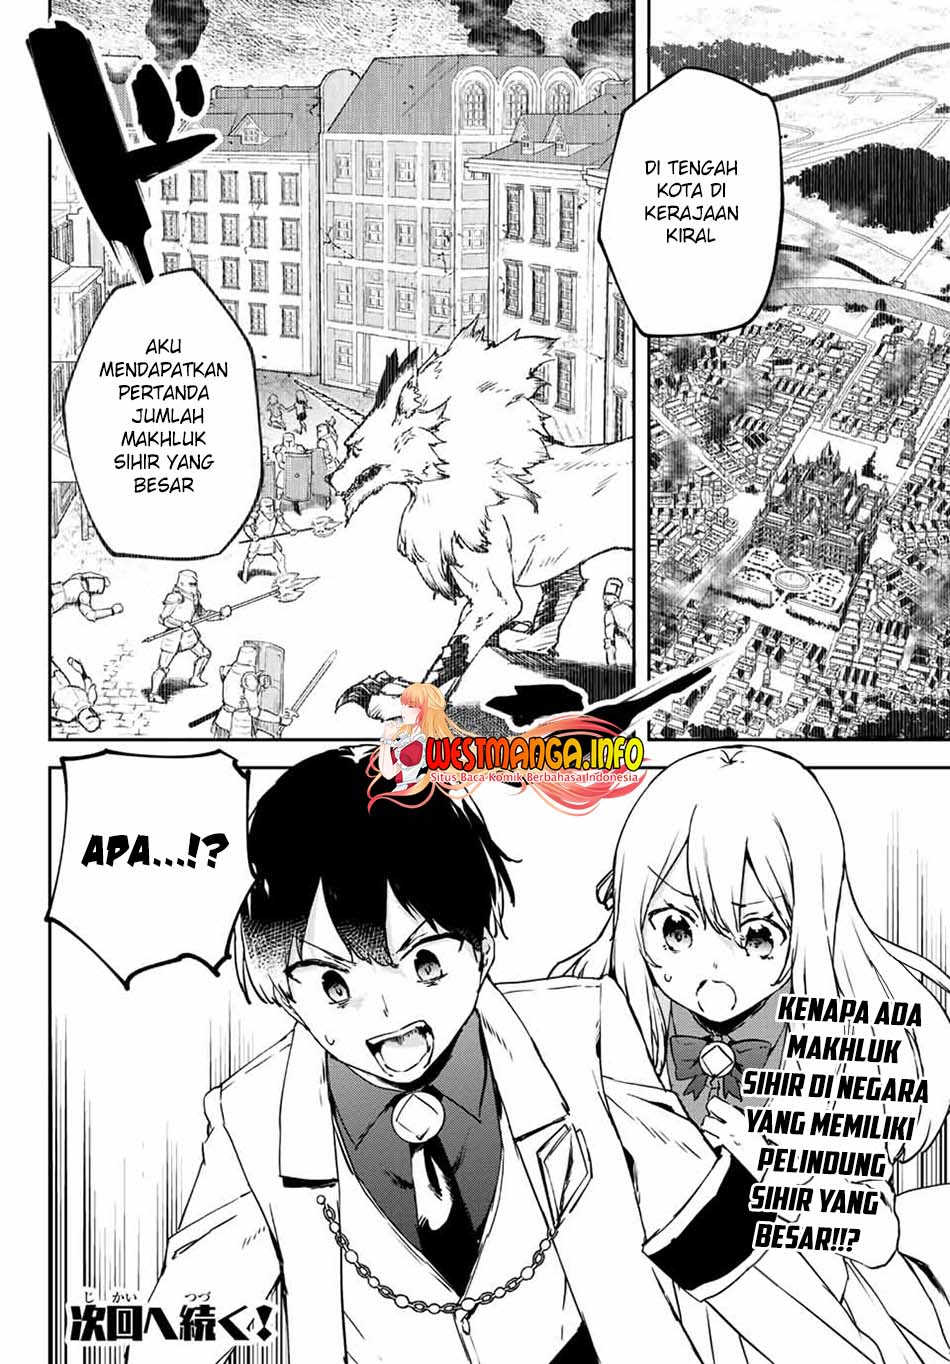 DI TENGAH
KOTA DI
KERAJAAN
KIRAL
ド
AKU
MENDAPATKAN
PERTANDA
JUMLAH
MAKHLUK
SIHIR YANG
BESAR
WESTMANGA.INFO
Situs Baca Komik Berbahasa Indonesia
APA...!?
KENAPA ADA
MAKHLUK
SIHIR DI NEGARA
YANG MEMILIKI
PELINDUNG
SIHIR YANG
BESAR!!?
じかい つづ
次回へ続く!